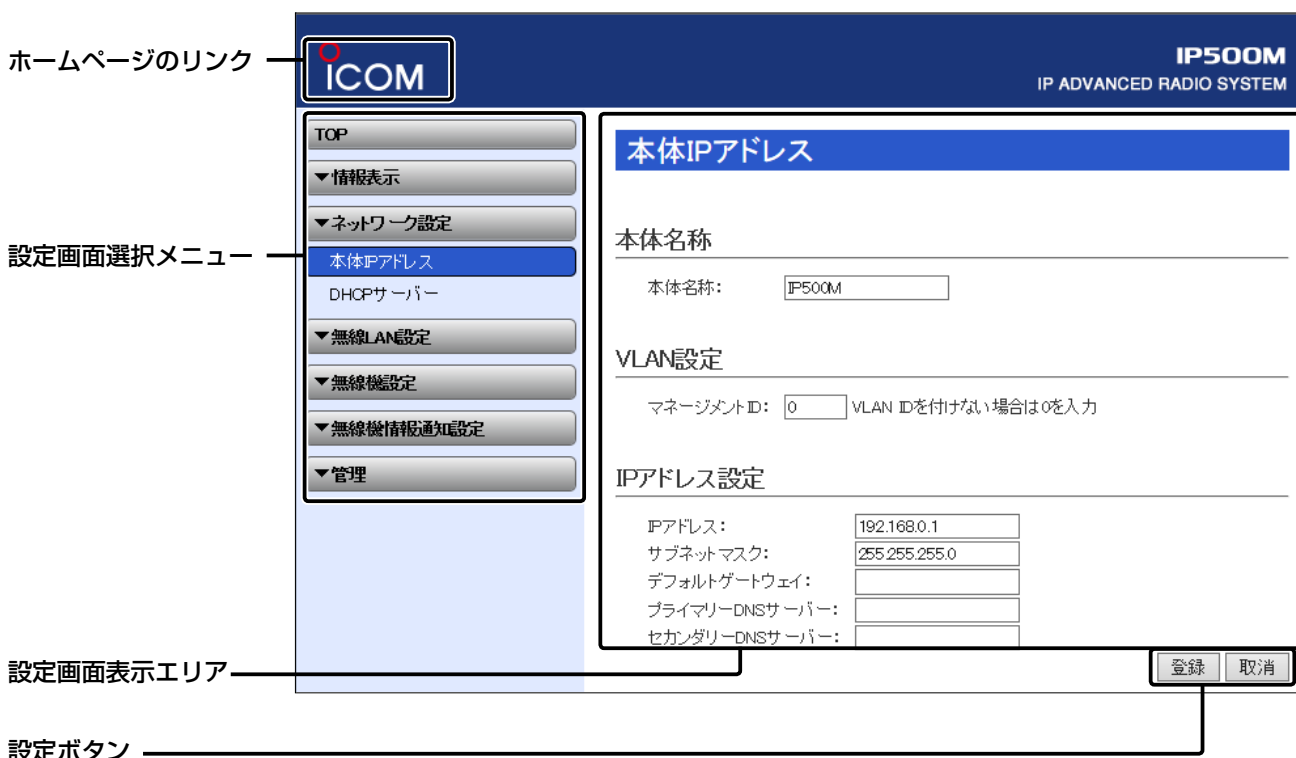 ホームページのリンク
ICOM
IP500M
IP ADVANCED RADIO SYSTEM
設定画面選択メニュー
TOP
▼情報表示
▼ネットワーク設定
本体IPアドレス
DHCPサーバー
▼無線LAN設定
▼無線機設定
▼無線機情報通知設定
▼管理
本体IPアドレス
本体名称
本体名称: IP500M
VLAN設定
マネージメントID: 0 VLAN IDを付けない場合は0を入力
IPアドレス設定
IPアドレス: 192.168.0.1
サブネットマスク: 255.255.255.0
デフォルトゲートウェイ:
プライマリーDNSサーバー:
セカンダリーDNSサーバー:
設定画面表示エリア
登録 取消
設定ボタン